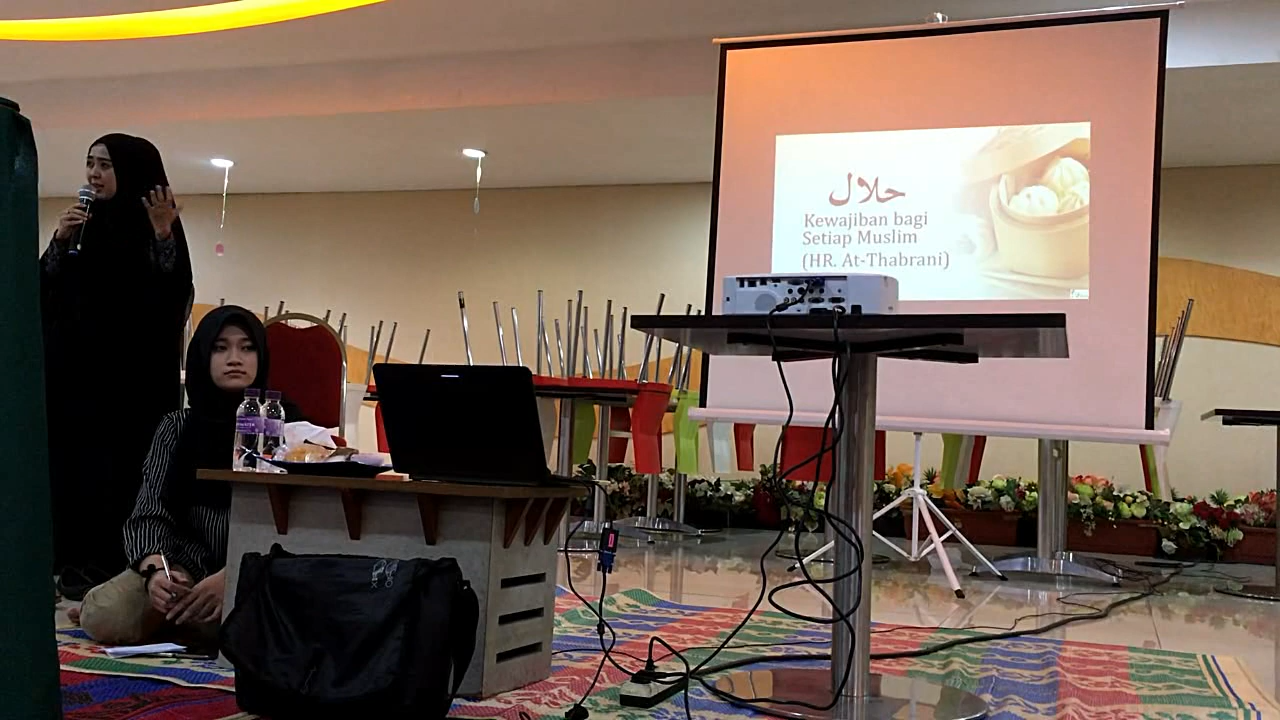 حلال
Kewajiban bagi
Setiap Muslim
(HR. At-Thabrani)